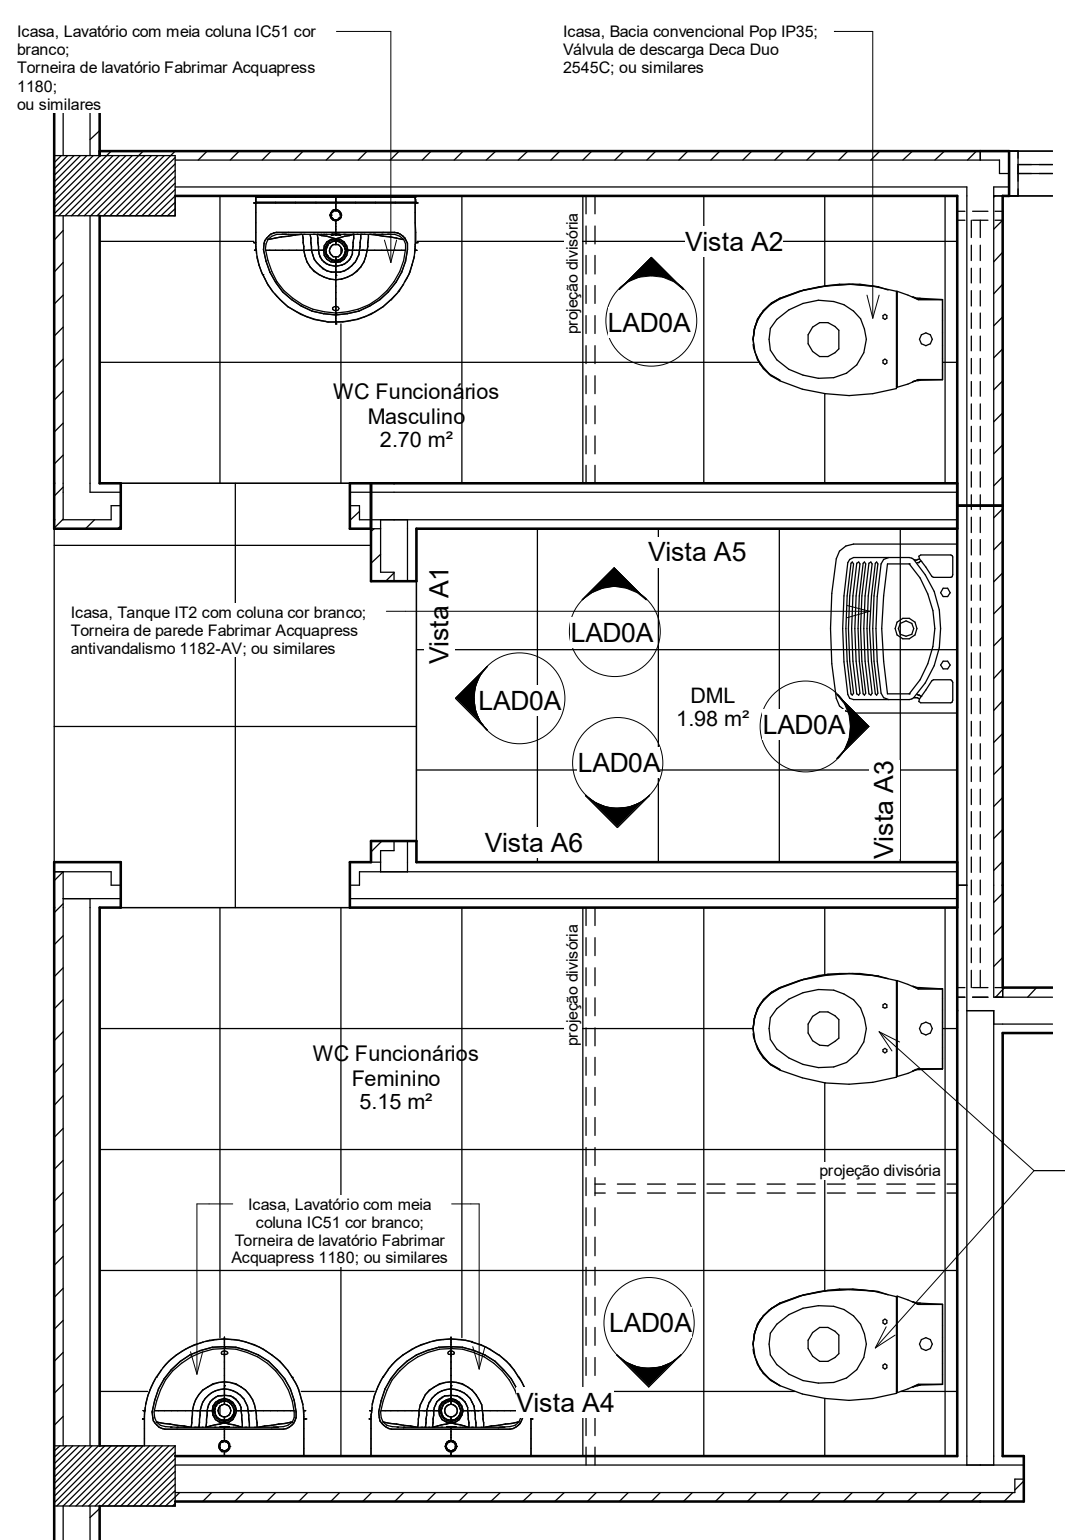 Icasa, Lavatório com meia coluna IC51 cor
branco;
Torneira de lavatório Fabrimar Acquapress
1180;
ou similares
Icasa, Bacia convencional Pop IP35;
Válvula de descarga Deca Duo
2545C; ou similares
projeção divisória
Vista A2
LAD0A
WC Funcionários
Masculino
2.70 m²
Vista A5
Vista A1
Icasa, Tanque IT2 com coluna cor branco;
Torneira de parede Fabrimar Acquapress
antivandalismo 1182-AV; ou similares
LAD0A
LAD0A
DML
1.98 m²
LAD0A
LAD0A
Vista A3
Vista A6
projeção divisória
WC Funcionários
Feminino
5.15 m²
projeção divisória
Icasa, Lavatório com meia
coluna IC51 cor branco;
Torneira de lavatório Fabrimar
Acquapress 1180; ou similares
LAD0A
Vista A4